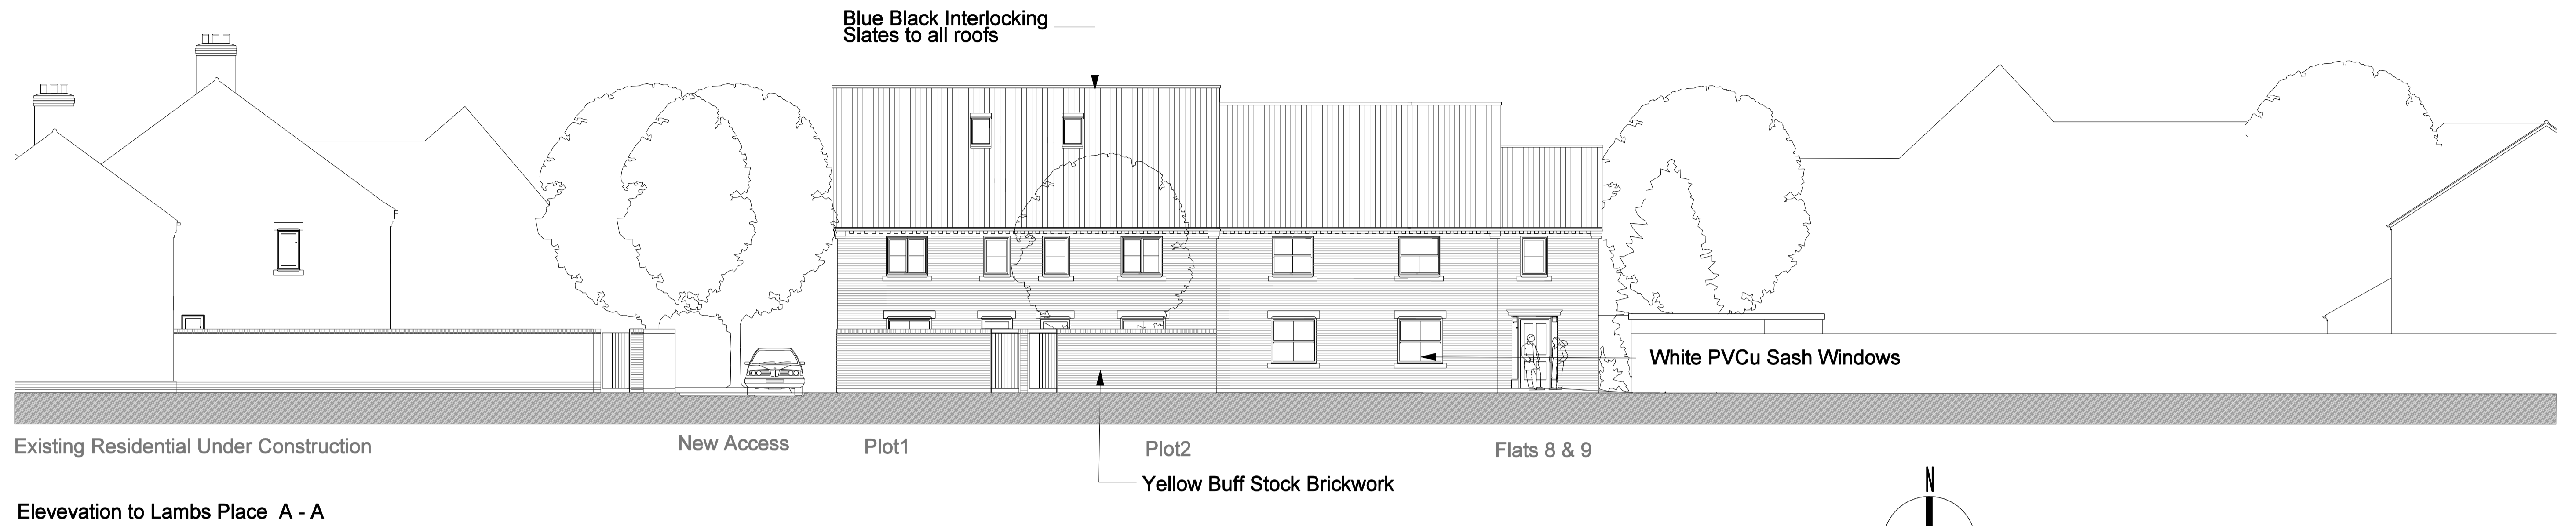 Blue Black Interlocking
Slates to all roofs
White PVCu Sash Windows
Existing Residential Under Construction
New Access
Plot1
Plot2
Flats 8 & 9
Yellow Buff Stock Brickwork
N
Elevevation to Lambs Place A - A